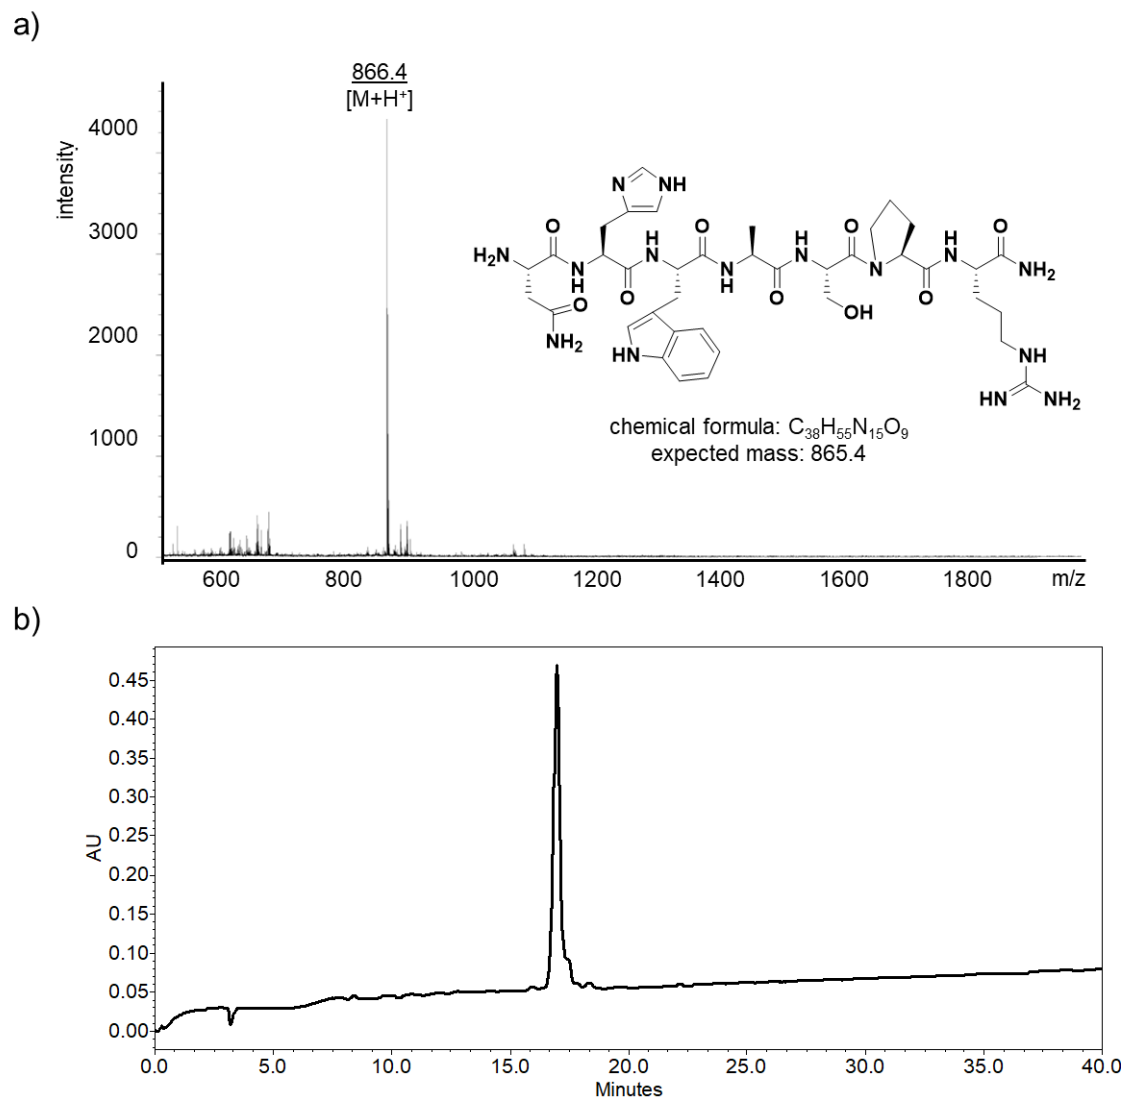 a)
866.4
[M+H⁺]
4000
3000
2000
1000
0
intensity
600 800 1000 1200 1400 1600 1800 m/z
N NH
O H N O H N O H N O
H₂N N H N H N H N NH₂
O O O O
O OH
NH₂
HN NH
HN NH₂
chemical formula: C₃₈H₅₅N₁₅O₉
expected mass: 865.4
b)
0.45
0.40
0.35
0.30
0.25
0.20
0.15
0.10
0.05
0.00
AU
0.0 5.0 10.0 15.0 20.0 25.0 30.0 35.0 40.0
Minutes